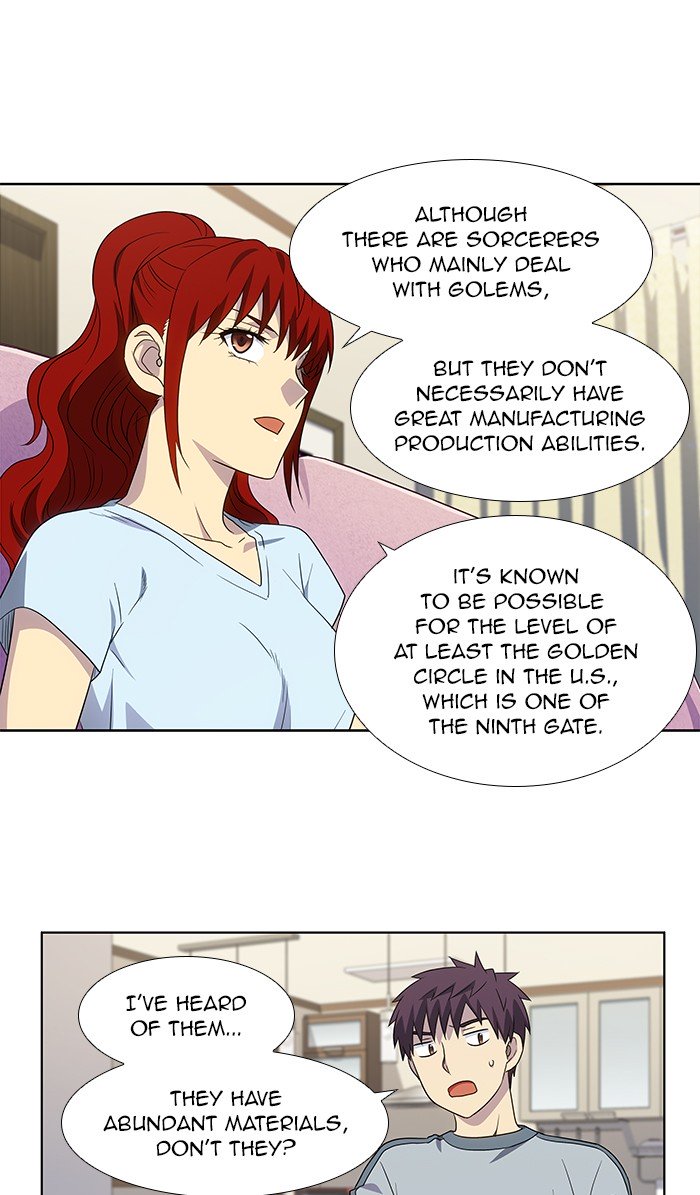 ALTHOUGH
THERE ARE SORCERERS
WHO MAINLY DEAL
WITH GOLEMS,
BUT THEY DON'T
NECESSARILY HAVE
GREAT MANUFACTURING
PRODUCTION ABILITIES.
IT'S KNOWN
TO BE POSSIBLE
FOR THE LEVEL OF
AT LEAST THE GOLDEN
CIRCLE IN THE U.S.,
WHICH IS ONE OF
THE NINTH GATE.
I'VE HEARD
OF THEM...
THEY HAVE
ABUNDANT MATERIALS,
DON'T THEY?